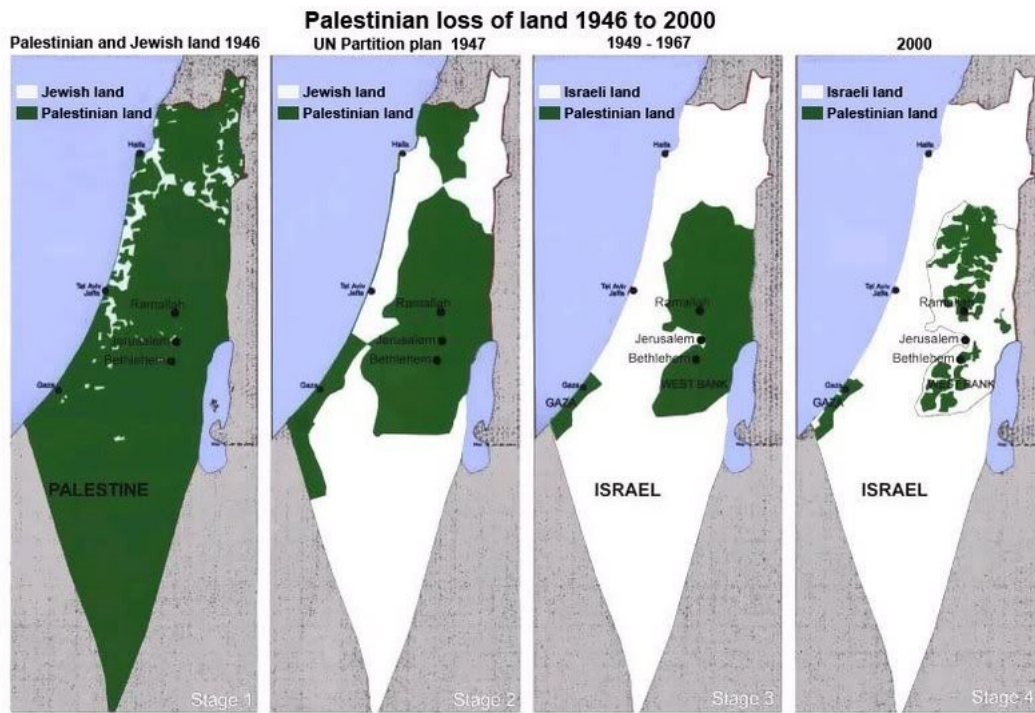 Palestinian loss of land 1946 to 2000
Palestinian and Jewish land 1946
Jewish land
Palestinian land
Haifa
Tel Aviv
Jaffa
Ramallah
Jerusalem
Bethlehem
Gaza
PALESTINE
Stage 1
UN Partition plan 1947
Jewish land
Palestinian land
Haifa
Tel Aviv
Jaffa
Ramallah
Jerusalem
Bethlehem
Gaza
Stage 2
1949 - 1967
Israeli land
Palestinian land
Haifa
Tel Aviv
Jaffa
Ramallah
Jerusalem
Bethlehem
Gaza
WEST BANK
GAZA
ISRAEL
Stage 3
2000
Israeli land
Palestinian land
Haifa
Tel Aviv
Jaffa
Ramallah
Jerusalem
Bethlehem
Gaza
WEST BANK
GAZA
ISRAEL
Stage 4